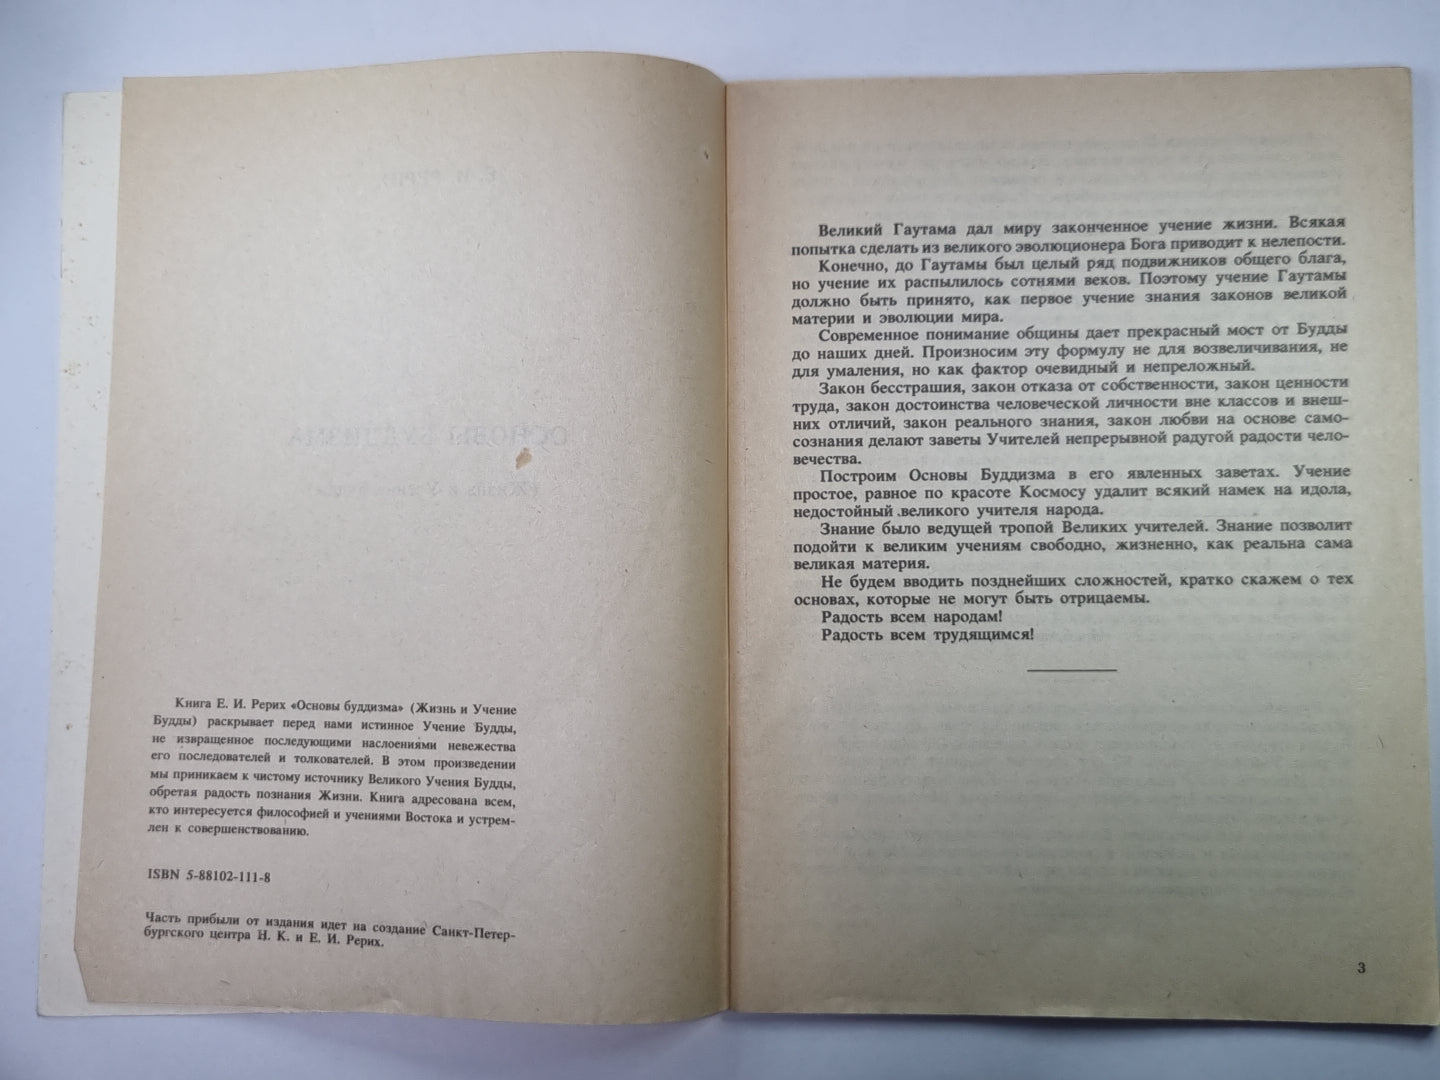 Книга Е. И. Рерих «Основы буддизма» (Жизнь и Учение
Будды) раскрывает перед нами истинное Учение Будды,
не извращенное последующими наслоениями невежества
его последователей и толкователей. В этом произведении
мы приникаем к чистому источнику Великого Учения Будды,
обретая радость познания Жизни. Книга адресована всем,
кто интересуется философией и учениями Востока и устрем-
лен к совершенствованию.
ISBN 5-88102-111-8
Часть прибыли от издания идет на создание Санкт-Петер-
бургского центра Н. К. и Е. И. Рерих.
Великий Гаутама дал миру законченное учение жизни. Всякая
попытка сделать из великого эволюционера Бога приводит к нелепости.
Конечно, до Гаутамы был целый ряд подвижников общего блага,
но учение их распылилось сотнями веков. Поэтому учение Гаутамы
должно быть принято, как первое учение знания законов великой
материи и эволюции мира.
Современное понимание общины дает прекрасный мост от Будды
до наших дней. Произносим эту формулу не для возвеличивания, не
для умаления, но как фактор очевидный и непреложный.
Закон бесстрашия, закон отказа от собственности, закон ценности
труда, закон достоинства человеческой личности вне классов и внеш-
них отличий, закон реального знания, закон любви на основе само-
сознания делают заветы Учителей непрерывной радугой радости чело-
вечества.
Построим Основы Буддизма в его явленных заветах. Учение
простое, равное по красоте Космосу удалит всякий намек на идола,
недостойный великого учителя народа.
Знание было ведущей тропой Великих учителей. Знание позволит
подойти к великим учениям свободно, жизненно, как реальна сама
великая материя.
Не будем вводить позднейших сложностей, кратко скажем о тех
основах, которые не могут быть отрицаемы.
Радость всем народам!
Радость всем трудящимся!
3